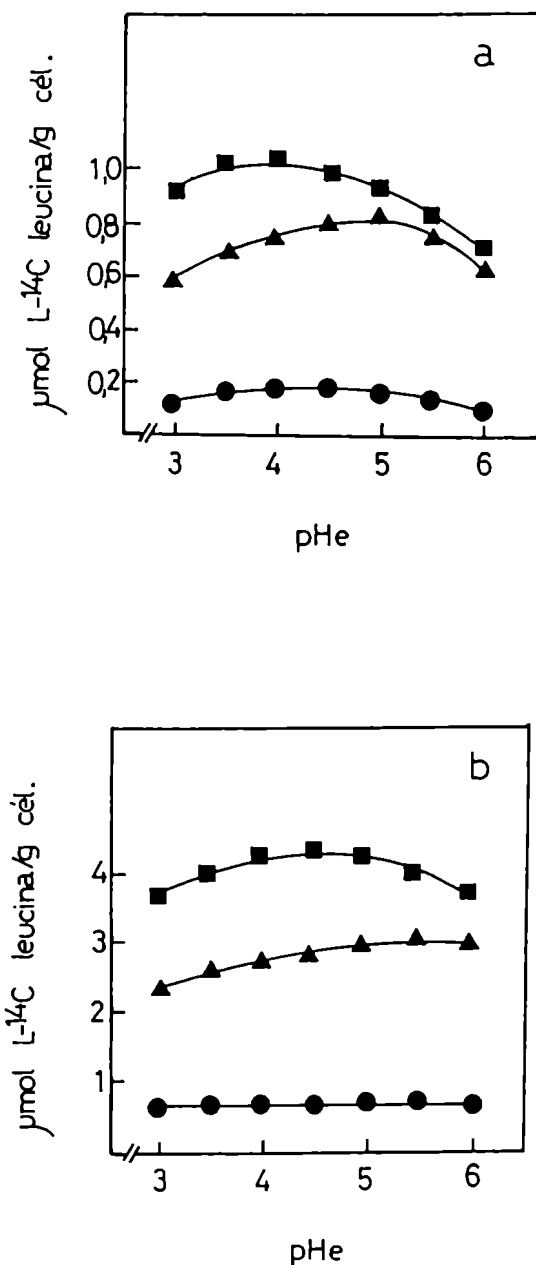 a
µmol L-14C leucina/g cél.
1,0
0,8
0,6
0,4
0,2
3 4 5 6
pHe
b
µmol L-14C leucina/g cél.
4
3
2
1
3 4 5 6
pHe